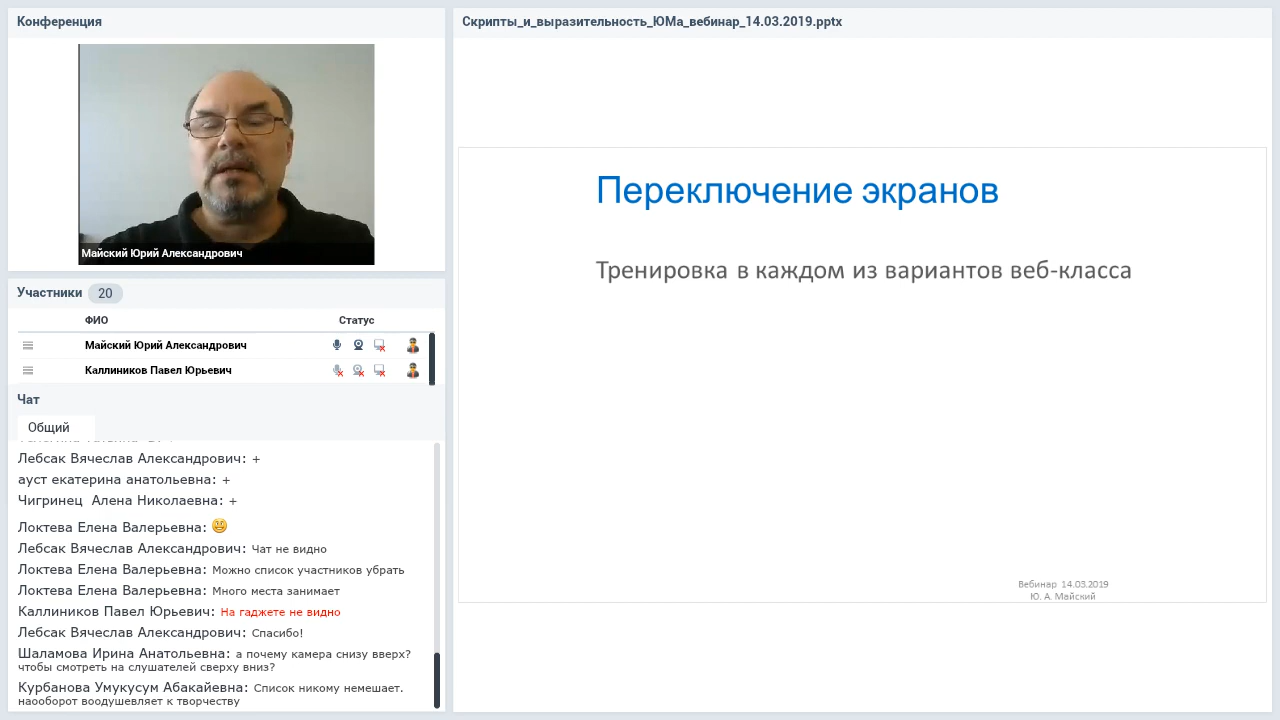 Конференция
Майский Юрий Александрович
Участники 20
ФИО Статус
Майский Юрий Александрович
Каллиников Павел Юрьевич
Чат
Общий
Лебсак Вячеслав Александрович: +
ауст екатерина анатольевна: +
Чигринец Алена Николаевна: +
Локтева Елена Валерьевна:
Лебсак Вячеслав Александрович: Чат не видно
Локтева Елена Валерьевна: Можно список участников убрать
Локтева Елена Валерьевна: Много места занимает
Каллиников Павел Юрьевич: На гаджете не видно
Лебсак Вячеслав Александрович: Спасибо!
Шаламова Ирина Анатольевна: а почему камера снизу вверх?
чтобы смотреть на слушателей сверху вниз?
Курбанова Умукусум Абакайевна: Список никому немешает.
наооборот воодушевляет к творчеству
Скрипты_и_выразительность_ЮМа_вебинар_14.03.2019.pptx
Переключение экранов
Тренировка в каждом из вариантов веб-класса
Вебинар 14.03.2019
Ю. А. Майский